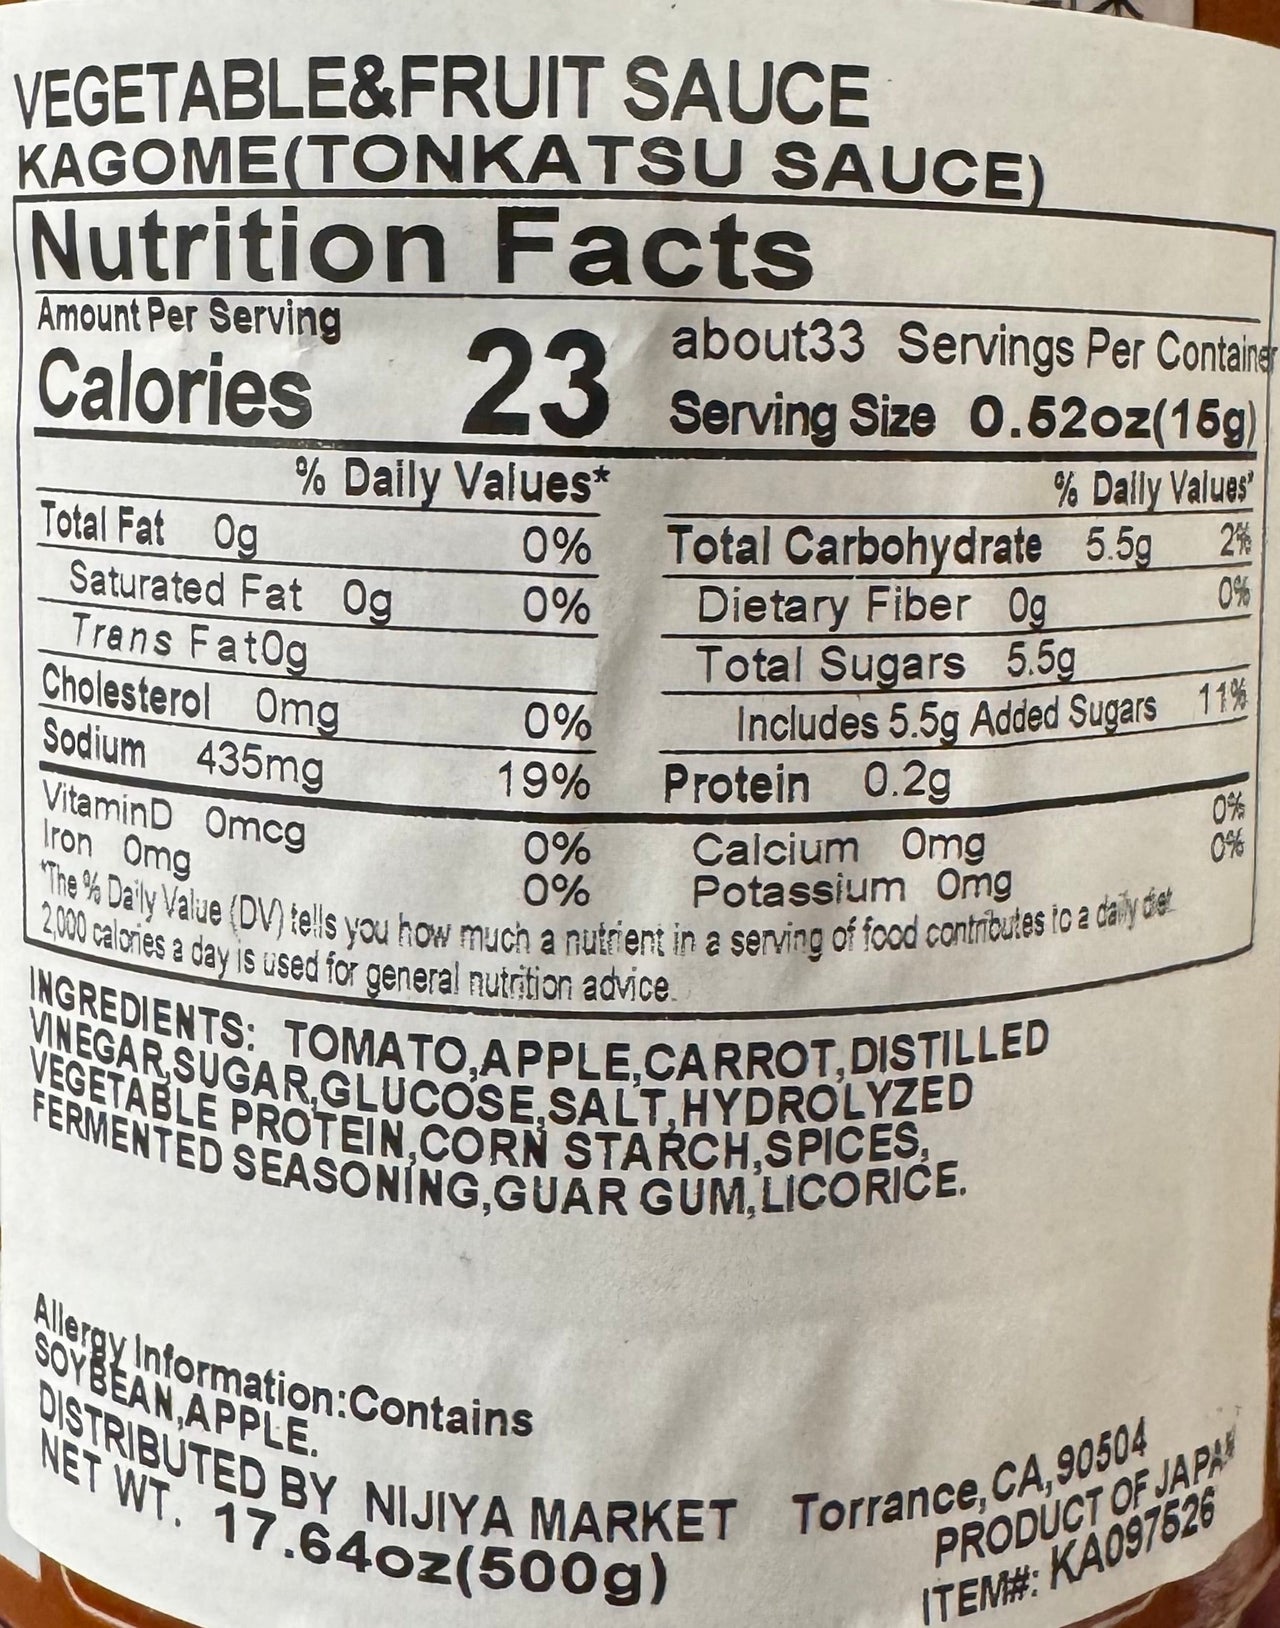 VEGETABLE&FRUIT SAUCE
KAGOME(TONKATSU SAUCE)
Nutrition Facts
Amount Per Serving
Calories 23
about33 Servings Per Container
Serving Size 0.52oz(15g)
% Daily Values*
Total Fat 0g 0%
Saturated Fat 0g 0%
Trans Fat0g
Cholesterol 0mg 0%
Sodium 435mg 19%
% Daily Values*
Total Carbohydrate 5.5g 2%
Dietary Fiber 0g 0%
Total Sugars 5.5g
Includes 5.5g Added Sugars 11%
Protein 0.2g
VitaminD 0mcg 0%
Iron 0mg 0%
Calcium 0mg 0%
Potassium 0mg 0%
*The % Daily Value (DV) tells you how much a nutrient in a serving of food contributes to a daily diet.
2,000 calories a day is used for general nutrition advice.
INGREDIENTS: TOMATO,APPLE,CARROT,DISTILLED
VINEGAR,SUGAR,GLUCOSE,SALT,HYDROLYZED
VEGETABLE PROTEIN,CORN STARCH,SPICES,
FERMENTED SEASONING,GUAR GUM,LICORICE.
Allergy Information:Contains
SOYBEAN,APPLE.
DISTRIBUTED BY NIJIYA MARKET Torrance,CA,90504
NET WT. 17.64oz(500g)
PRODUCT OF JAPAN
ITEM#: KA097526